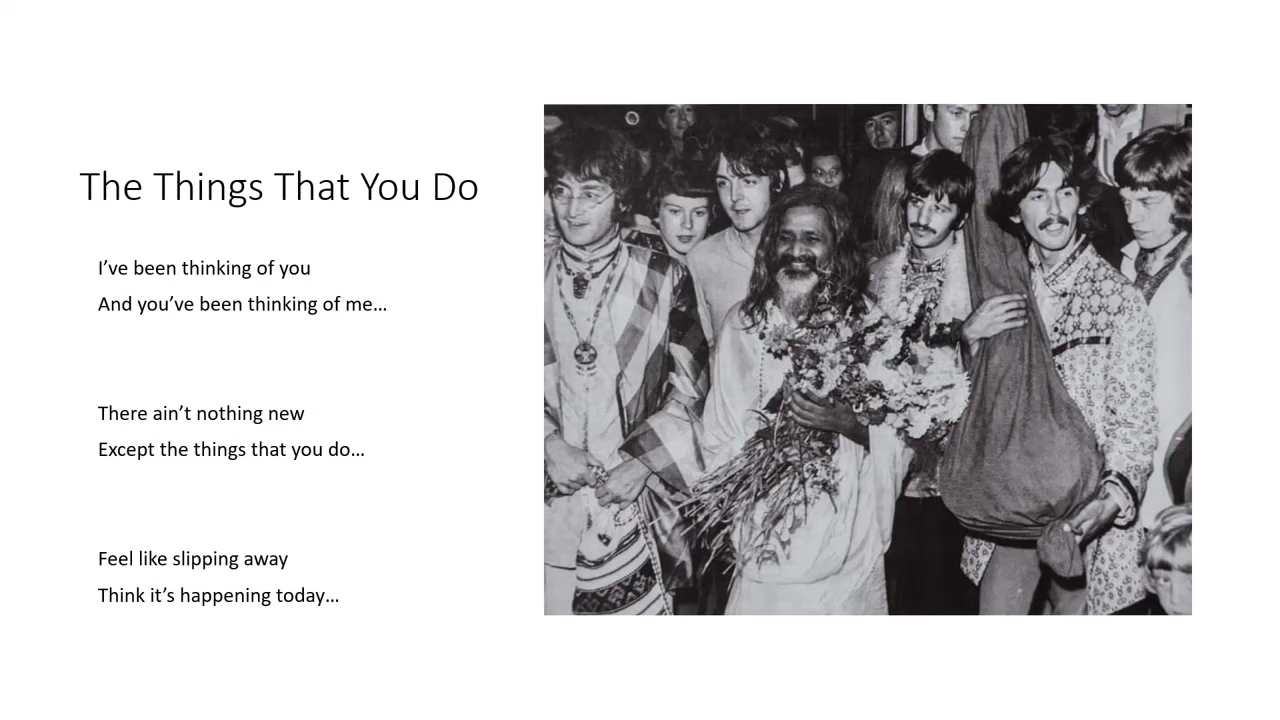 The Things That You Do
I’ve been thinking of you
And you’ve been thinking of me…
There ain’t nothing new
Except the things that you do…
Feel like slipping away
Think it’s happening today…